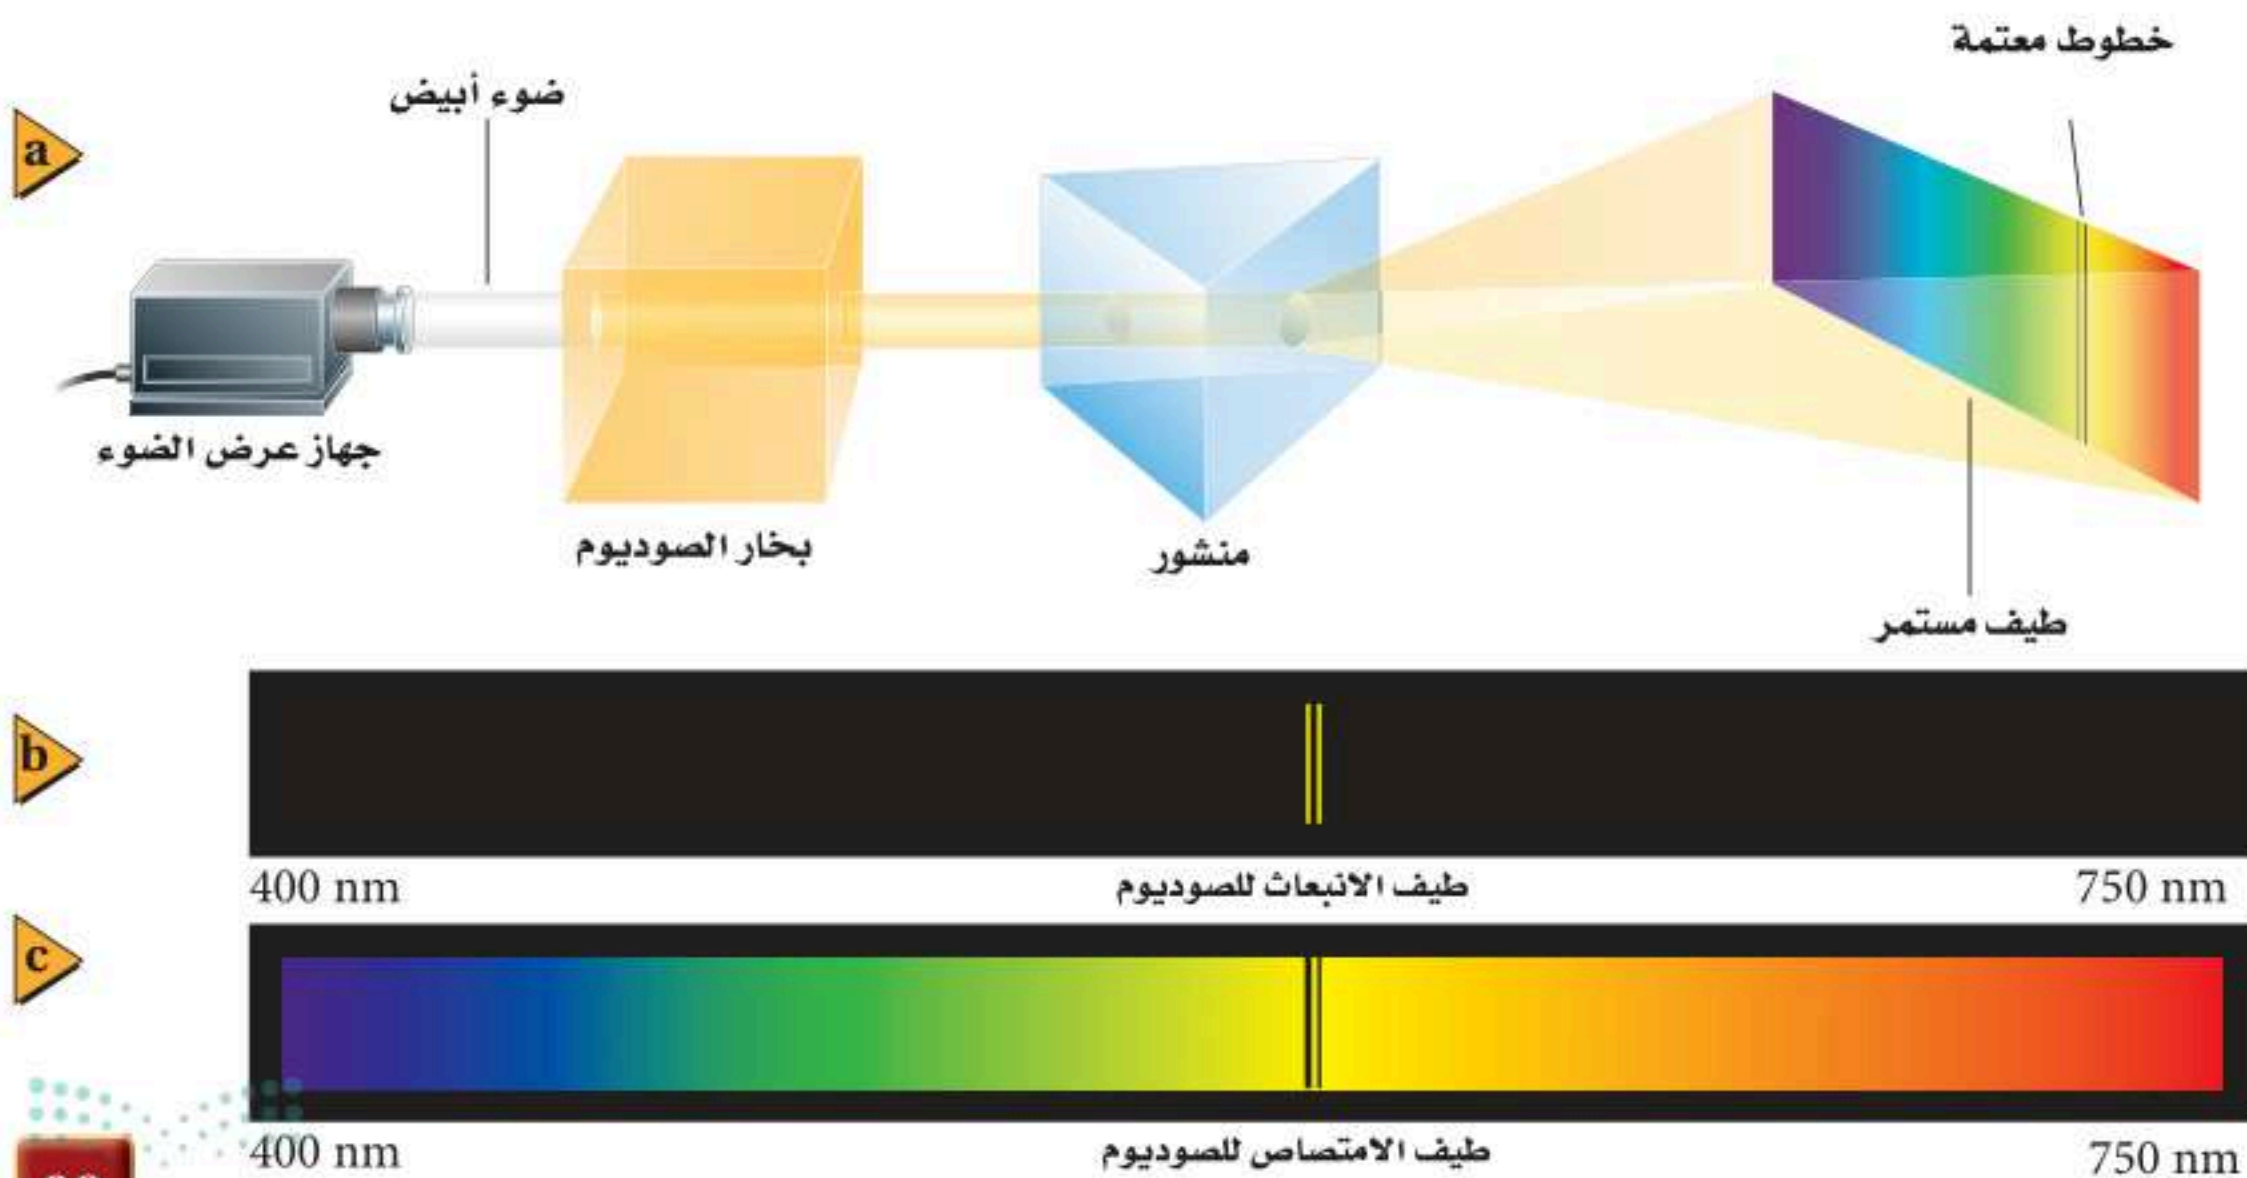 خطوط معتمة
ضوء أبيض
a
جهاز عرض الضوء
بخار الصوديوم
منشور
طيف مستمر
b
400 nm
طيف الانبعاث للصوديوم
750 nm
c
400 nm
طيف الامتصاص للصوديوم
750 nm